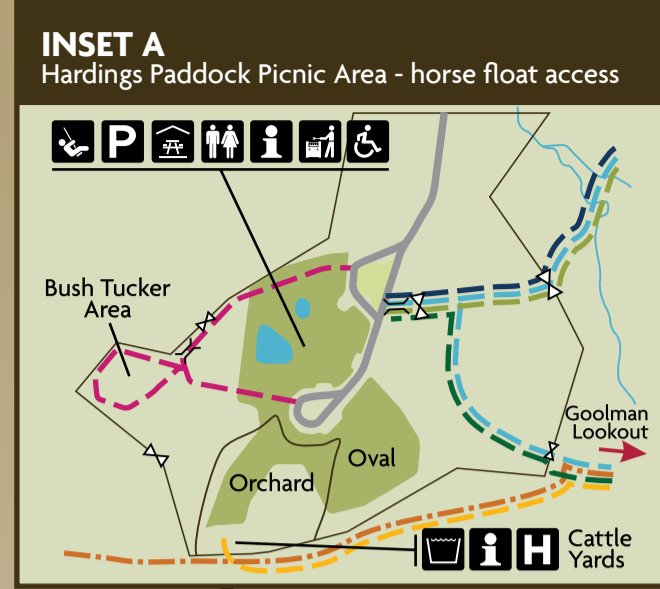 INSET A
Hardings Paddock Picnic Area - horse float access
P
i
Bush Tucker
Area
Goolman
Lookout
Oval
Orchard
i
H
Cattle
Yards